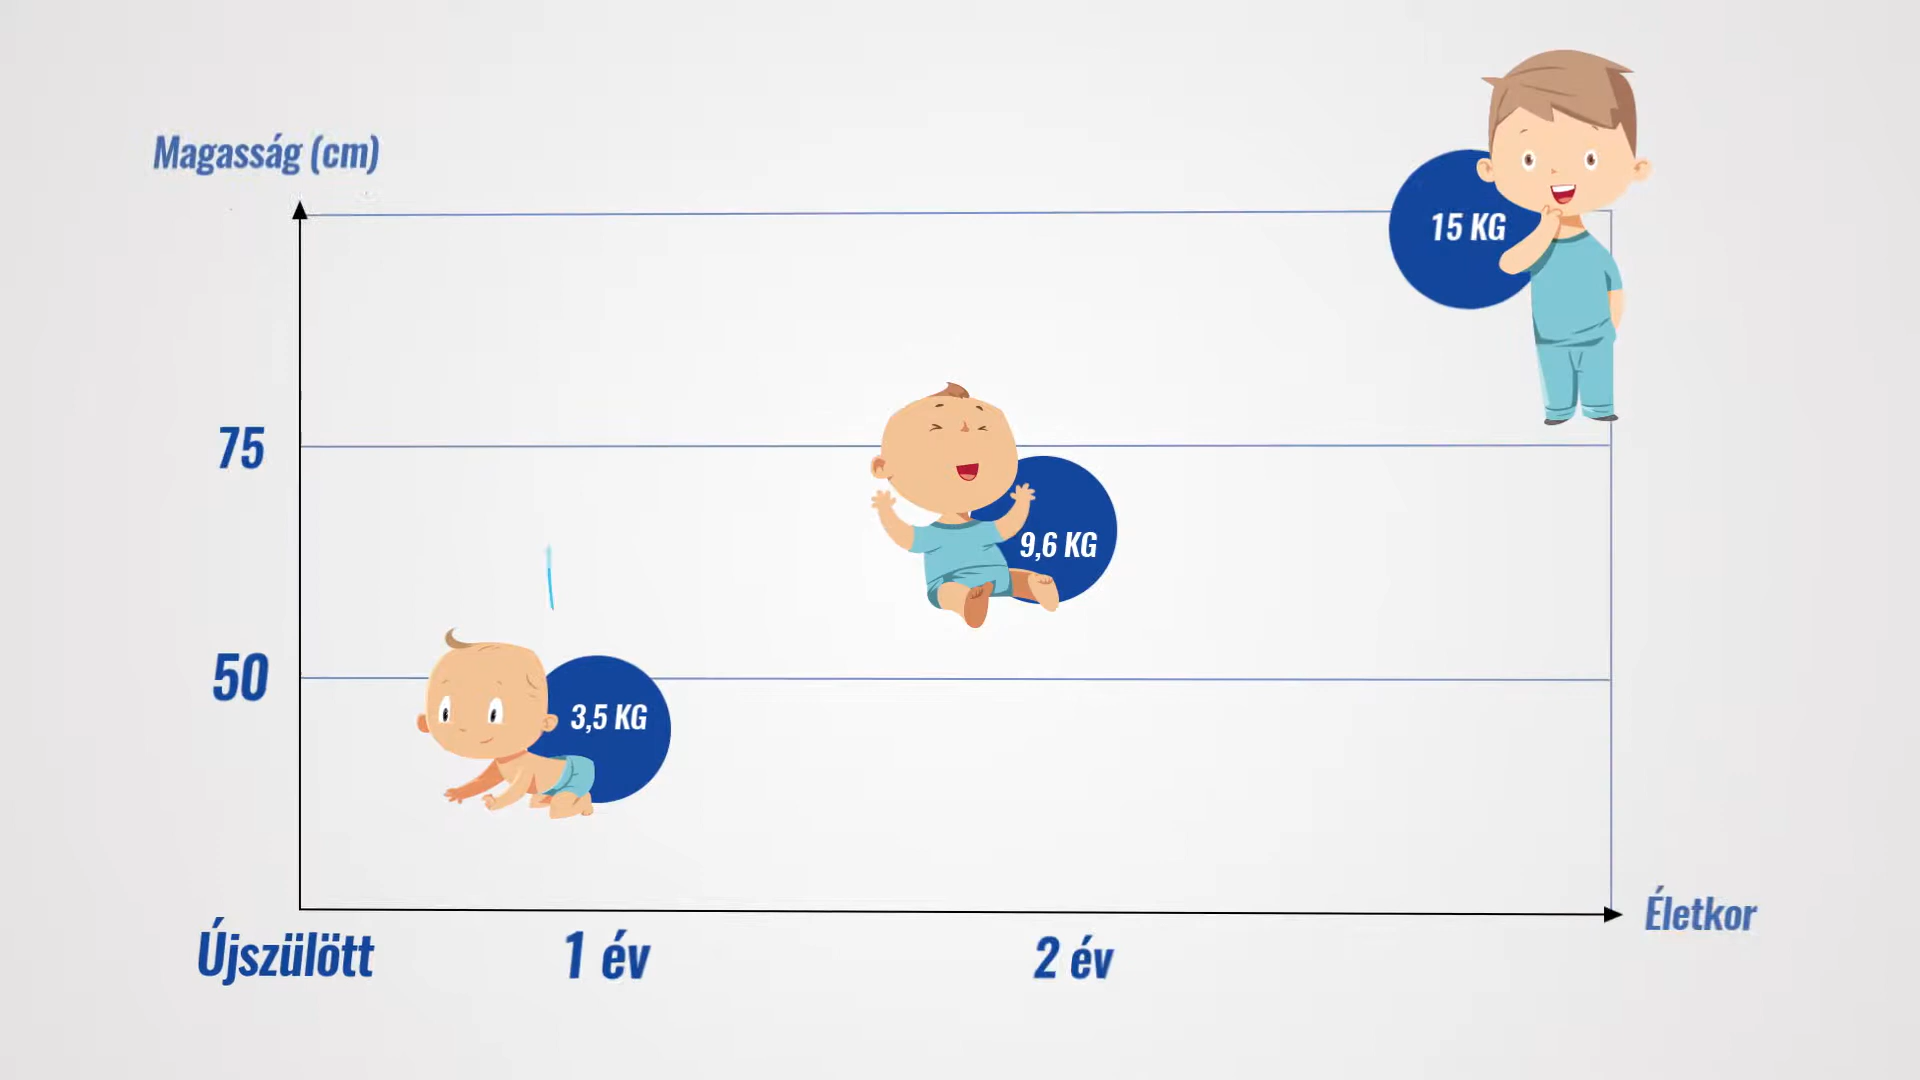 Magasság (cm)
15 KG
75
9,6 KG
50
3,5 KG
Életkor
Újszülött
1 év
2 év